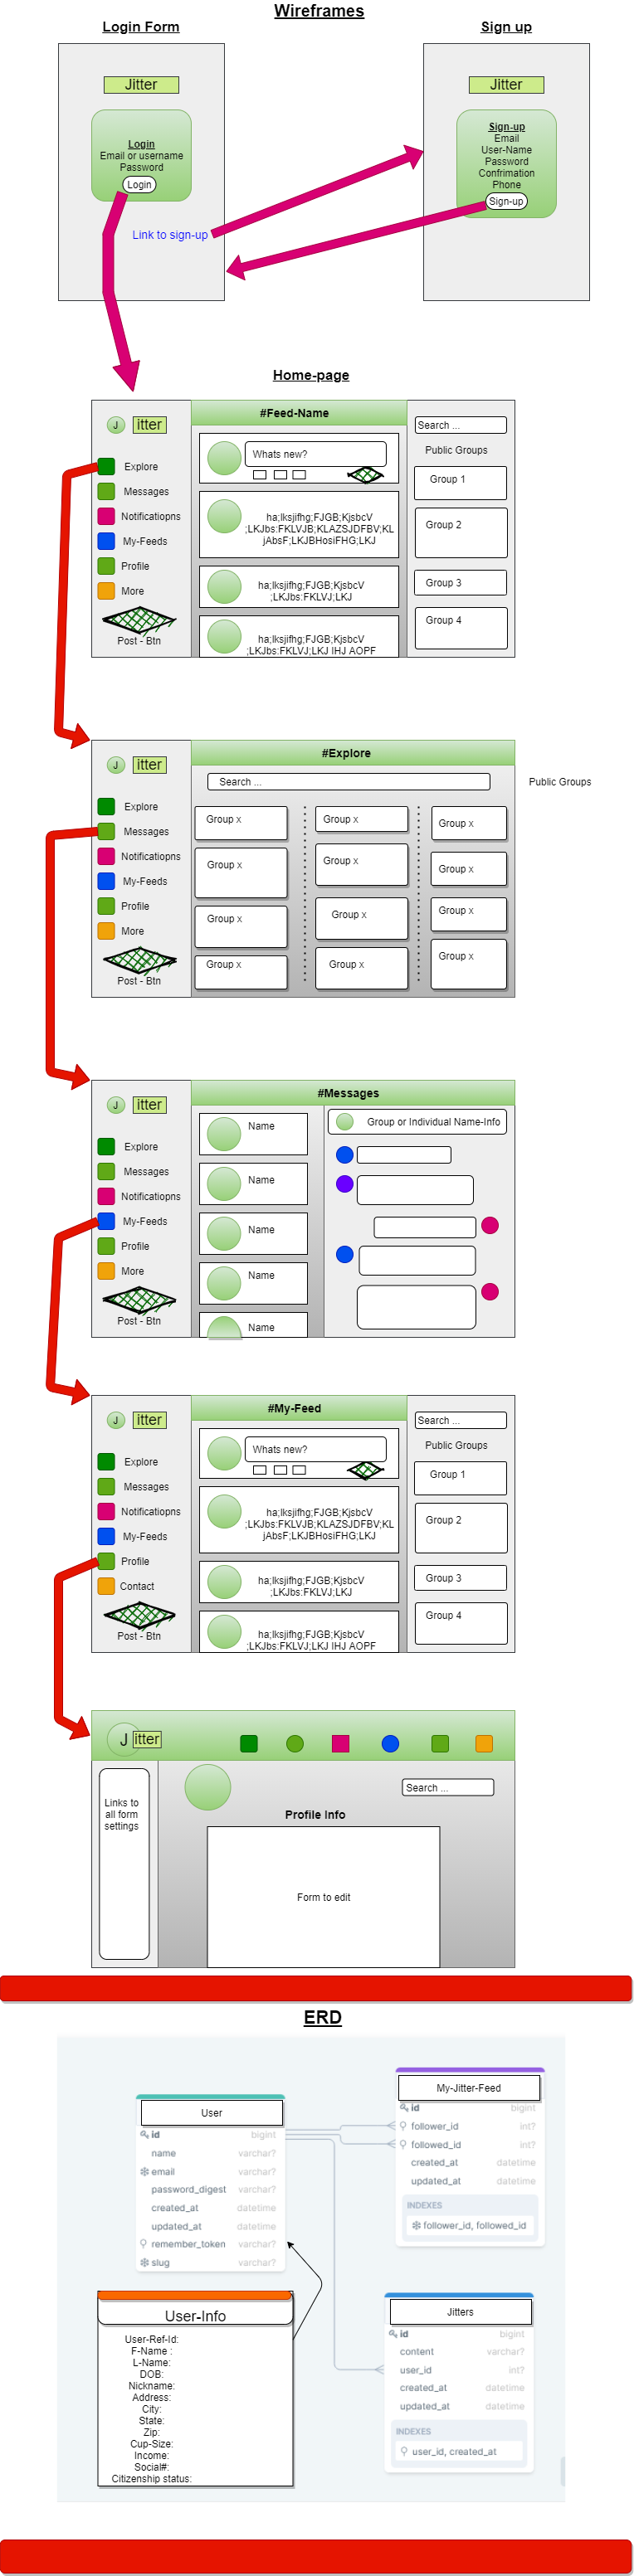 Wireframes
Login Form
Sign up
Jitter
Login
Email or username
Password
Login
Link to sign-up
Jitter
Sign-up
Email
User-Name
Password
Confrimation
Phone
Sign-up
Home-page
J itter
Explore
Messages
Notificatiopns
My-Feeds
Profile
More
Post - Btn
#Feed-Name
Whats new?
ha;lksjifhg;FJGB;KjsbcV
;LKJbs:FKLVJB;KLAZSJDFBV;KL
jAbsF;LKJBHosiFHG;LKJ
ha;lksjifhg;FJGB;KjsbcV
;LKJbs:FKLVJ;LKJ
ha;lksjifhg;FJGB;KjsbcV
;LKJbs:FKLVJ;LKJ IHJ AOPF
Search ...
Public Groups
Group 1
Group 2
Group 3
Group 4
J itter
Explore
Messages
Notificatiopns
My-Feeds
Profile
More
Post - Btn
#Explore
Search ...
Public Groups
Group x
Group x
Group x
Group x
Group x
Group x
Group x
Group x
Group x
Group x
Group x
Group x
J itter
Explore
Messages
Notificatiopns
My-Feeds
Profile
More
Post - Btn
#Messages
Name
Name
Name
Name
Name
Group or Individual Name-Info
J itter
Explore
Messages
Notificatiopns
My-Feeds
Profile
Contact
Post - Btn
#My-Feed
Whats new?
ha;lksjifhg;FJGB;KjsbcV
;LKJbs:FKLVJB;KLAZSJDFBV;KL
jAbsF;LKJBHosiFHG;LKJ
ha;lksjifhg;FJGB;KjsbcV
;LKJbs:FKLVJ;LKJ
ha;lksjifhg;FJGB;KjsbcV
;LKJbs:FKLVJ;LKJ IHJ AOPF
Search ...
Public Groups
Group 1
Group 2
Group 3
Group 4
J itter
Links to
all form
settings
Search ...
Profile Info
Form to edit
ERD
User
id bigint
name varchar?
email varchar?
password_digest varchar?
created_at datetime
updated_at datetime
remember_token varchar?
slug varchar?
My-Jitter-Feed
id bigint
follower_id int?
followed_id int?
created_at datetime
updated_at datetime
INDEXES
follower_id, followed_id
User-Info
User-Ref-Id:
F-Name :
L-Name:
DOB:
Nickname:
Address:
City:
State:
Zip:
Cup-Size:
Income:
Social#:
Citizenship status:
Jitters
id bigint
content varchar?
user_id int?
created_at datetime
updated_at datetime
INDEXES
user_id, created_at